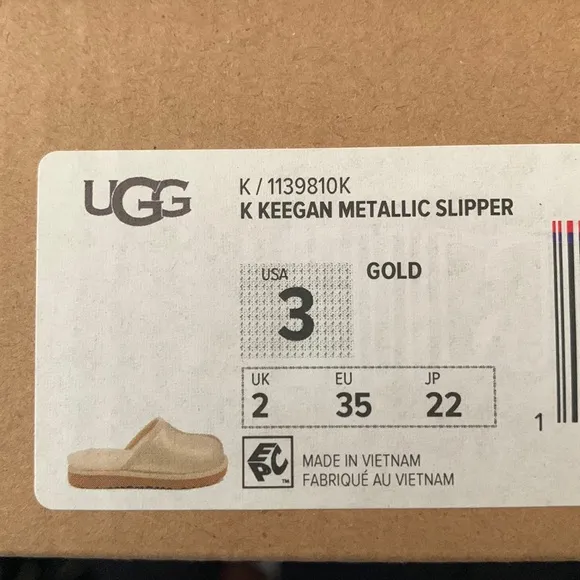 UGG
K / 1139810K
K KEEGAN METALLIC SLIPPER
USA
3
GOLD
UK EU JP
2 35 22
EPC
TM
MADE IN VIETNAM
FABRIQUÉ AU VIETNAM
1